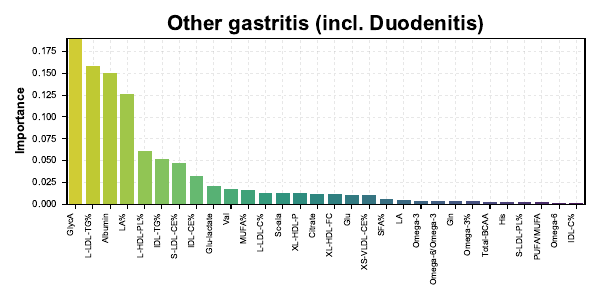 Other gastritis (incl. Duodenitis)
Importance
0.175
0.150
0.125
0.100
0.075
0.050
0.025
0.000
GlycA
L-LDL-TG%
Albumin
LA%
L-HDL-PL%
IDL-TG%
S-LDL-CE%
IDL-CE%
Glu-lactate
Val
MUFA%
L-LDL-C%
Sc-ala
XL-HDL-P
Citrate
XL-HDL-FC
Glu
XS-VLDL-CE%
SFA%
LA
Omega-3
Omega-6/Omega-3
Gln
Omega-3%
Total-BCAA
His
S-LDL-PL%
PUFA/MUFA
Omega-6
IDL-C%